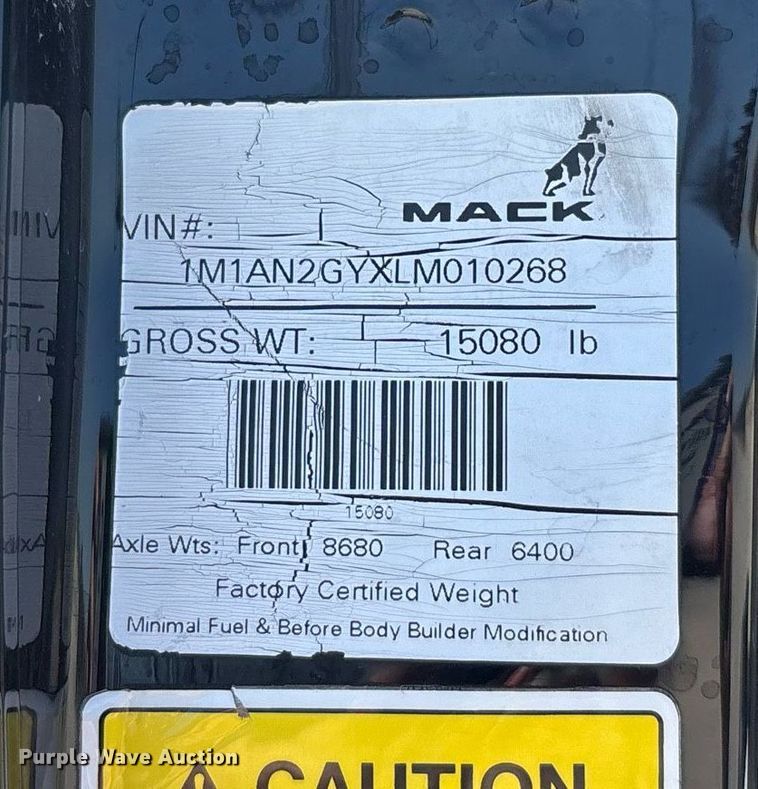 MACK
VIN#:
1M1AN2GYXLM010268
GROSS WT: 15080 lb
15080
Axle Wts: Front 8680 Rear 6400
Factory Certified Weight
Minimal Fuel & Before Body Builder Modification
CAUTION
Purple Wave Auction